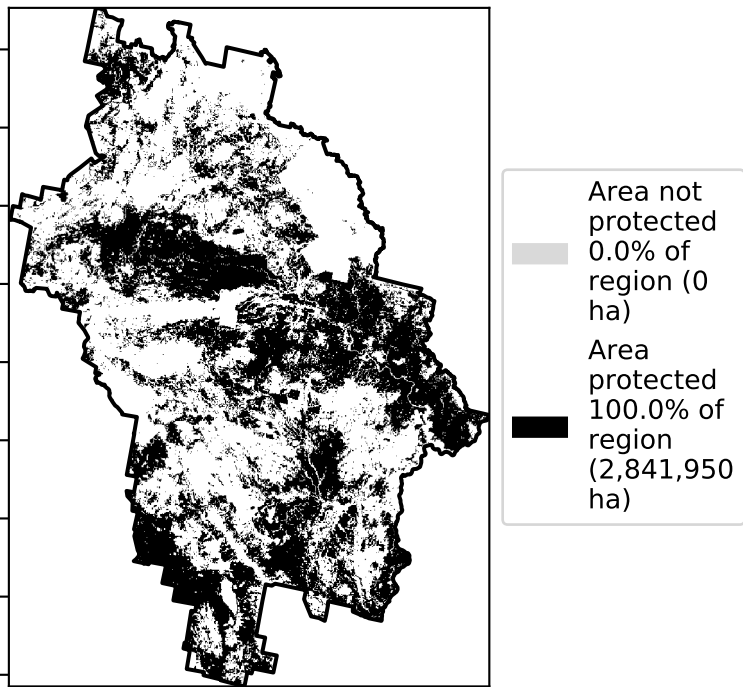 Area not
protected
0.0% of
region (0
ha)
Area
protected
100.0% of
region
(2,841,950
ha)